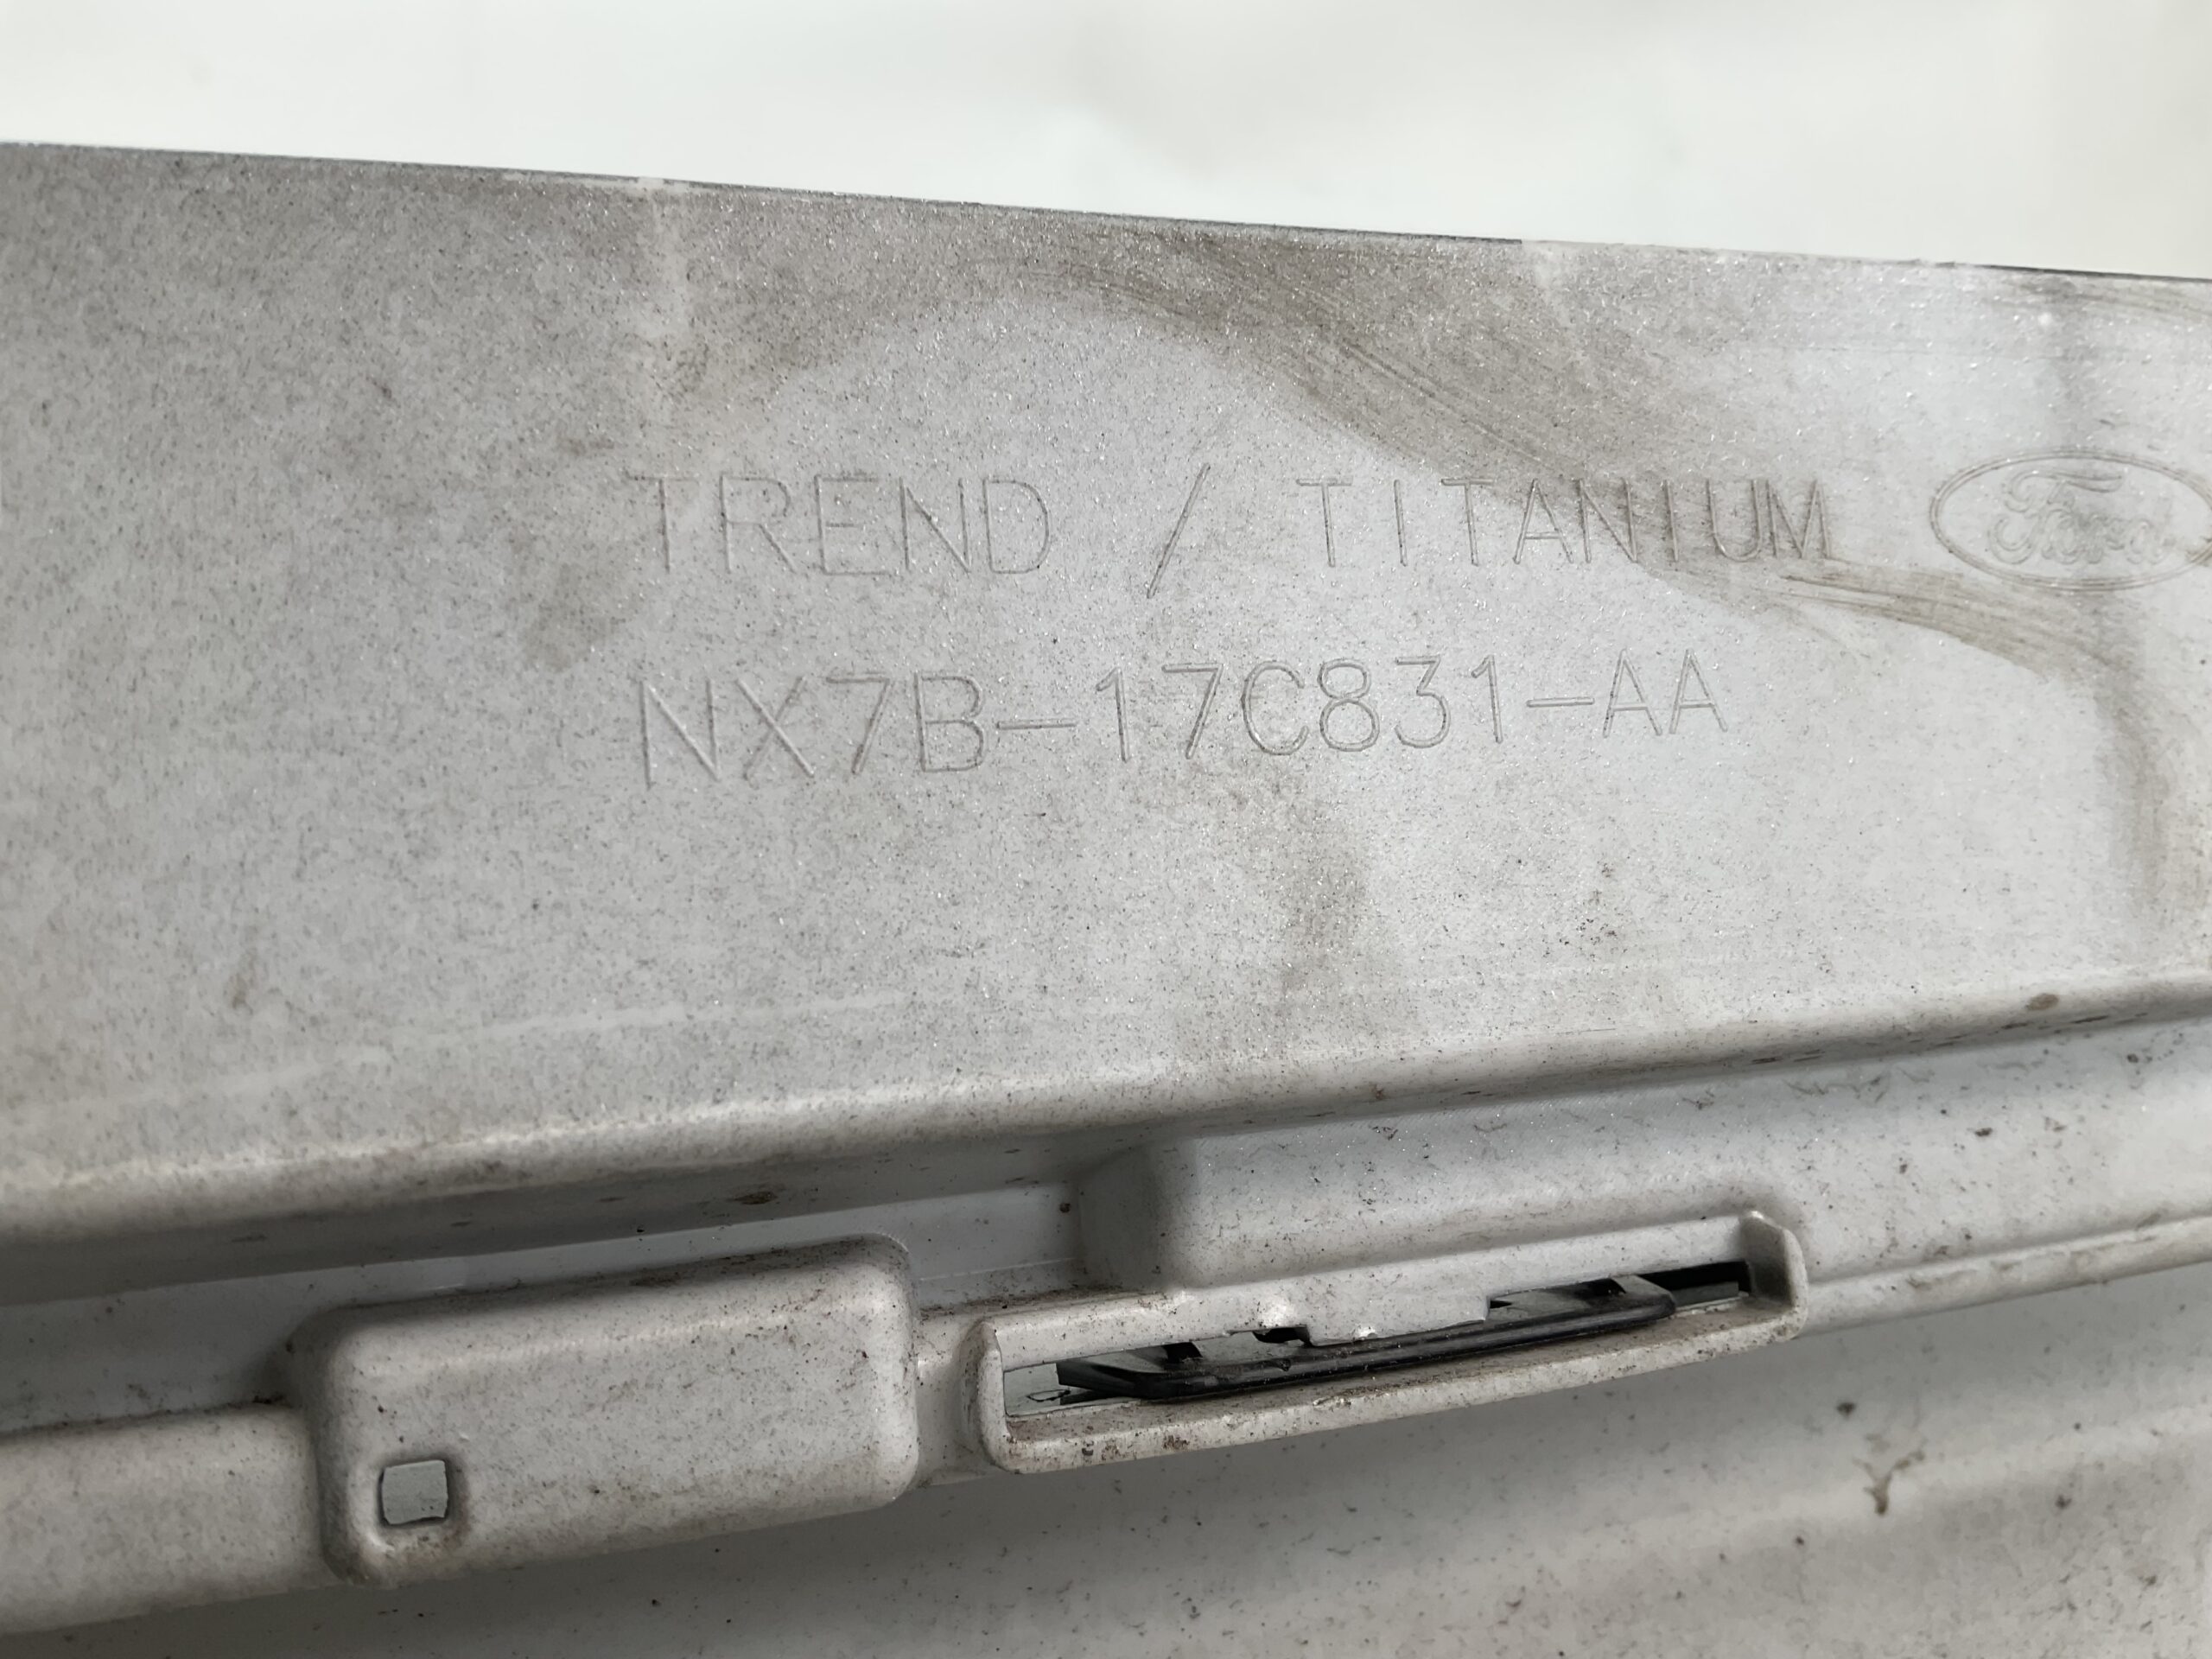 TREND / TITANIUM Ford
NX7B-17C831-AA